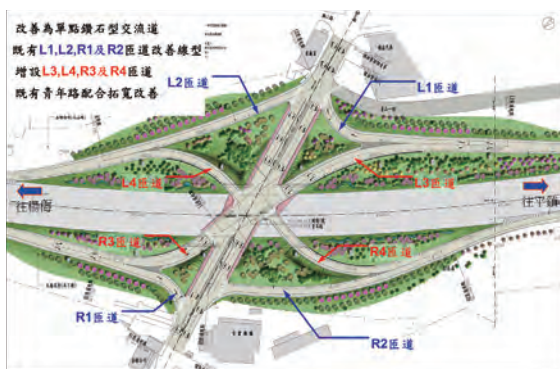 改善為單點鑽石型交流道
既有L1,L2,R1及R2匝道改善線型
增設L3,L4,R3及R4匝道
既有青年路配合拓寬改善
L2匝道
L1匝道
L4匝道
L3匝道
往楊梅
往平鎮
R3匝道
R4匝道
R1匝道
R2匝道